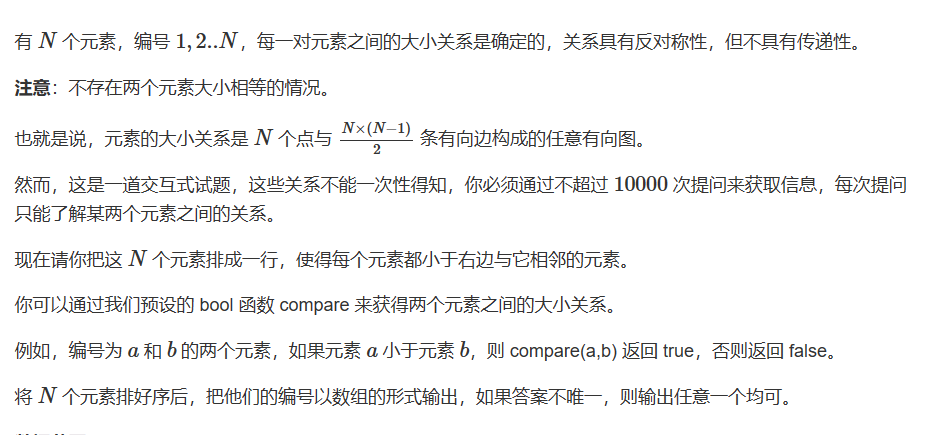 有 N 个元素，编号 1,2..N，每一对元素之间的大小关系是确定的，关系具有反对称性，但不具有传递性。
注意：不存在两个元素大小相等的情况。
也就是说，元素的大小关系是 N 个点与 N×(N−1)/2 条有向边构成的任意有向图。
然而，这是一道交互式试题，这些关系不能一次性得知，你必须通过不超过 10000 次提问来获取信息，每次提问
只能了解某两个元素之间的关系。
现在请你把这 N 个元素排成一行，使得每个元素都小于右边与它相邻的元素。
你可以通过我们预设的 bool 函数 compare 来获得两个元素之间的大小关系。
例如，编号为 a 和 b 的两个元素，如果元素 a 小于元素 b，则 compare(a,b) 返回 true，否则返回 false。
将 N 个元素排好序后，把他们的编号以数组的形式输出，如果答案不唯一，则输出任意一个均可。